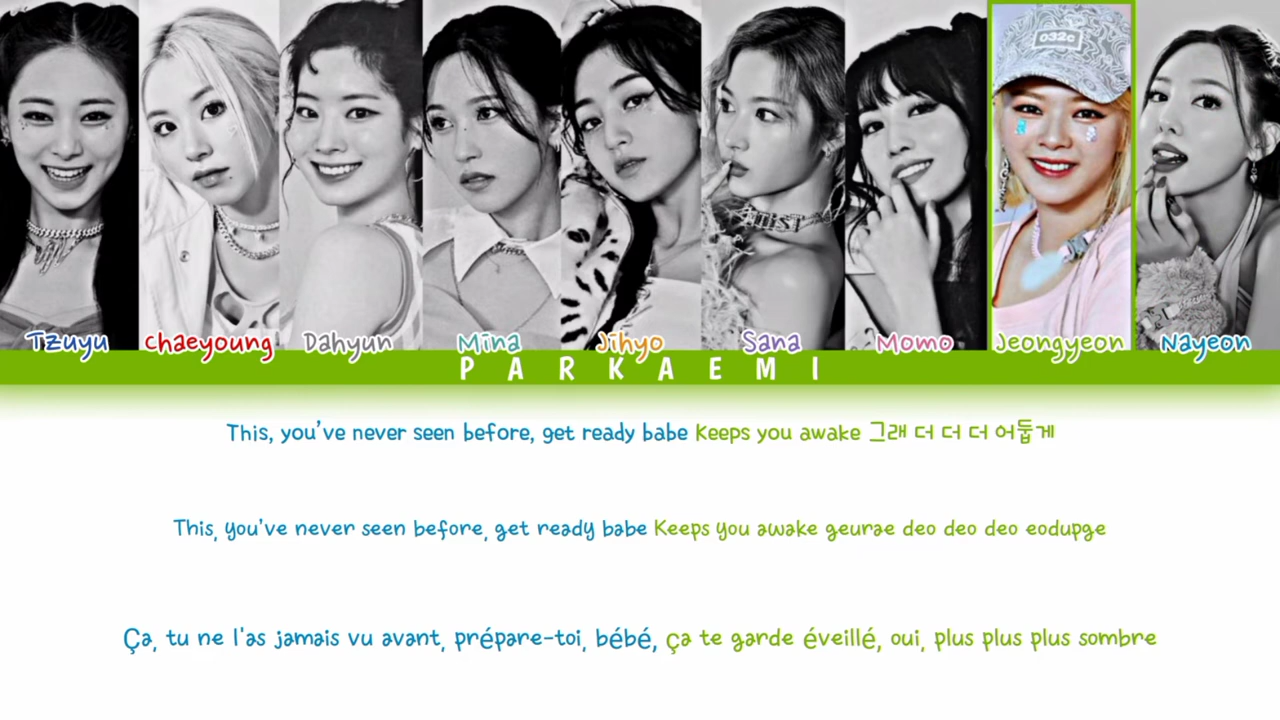 032c
Tzuyu Chaeyoung Dahyun Mina Jihyo Sana Momo Jeongyeon Nayeon
PARKAEMI
This, you've never seen before, get ready babe Keeps you awake 그래 더 더 더 어둡게
This, you've never seen before, get ready babe Keeps you awake geurae deo deo deo eodupge
Ça, tu ne l'as jamais vu avant, prépare-toi, bébé, ça te garde éveillé, oui, plus plus plus sombre